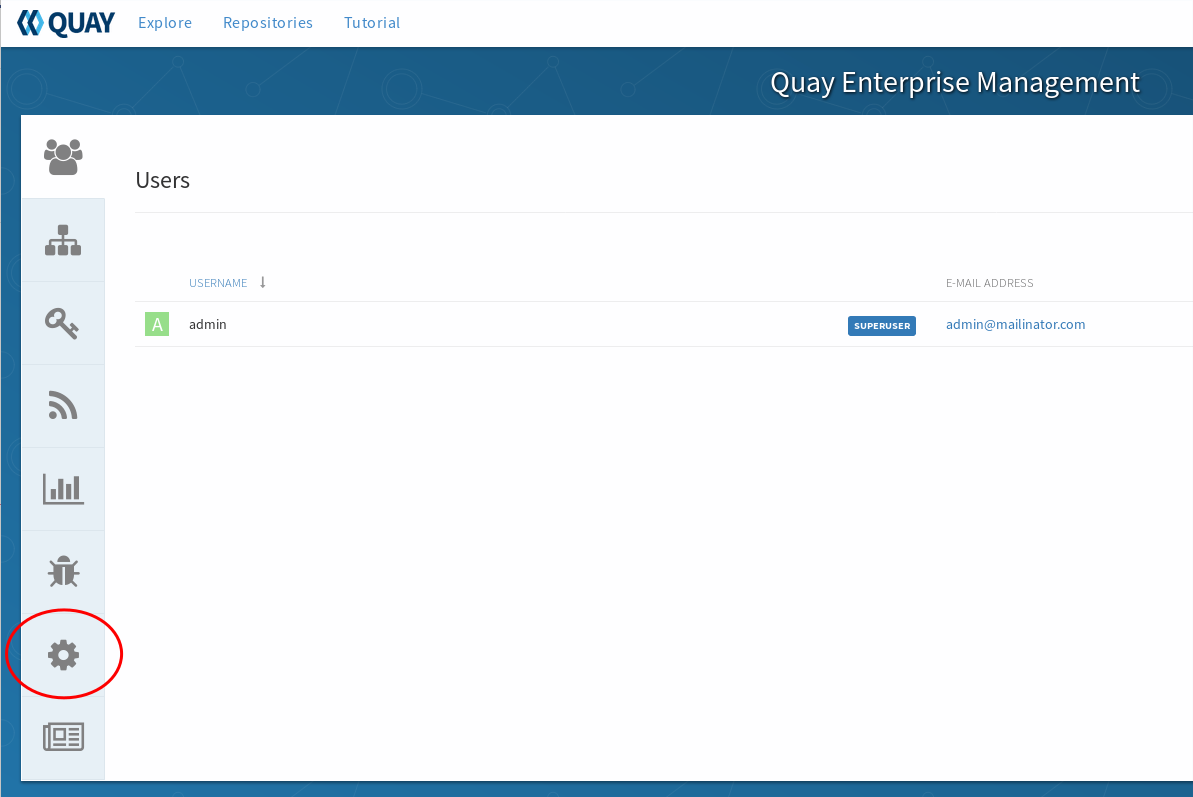 QUAY Explore Repositories Tutorial
Quay Enterprise Management
Users
USERNAME E-MAIL ADDRESS
A admin SUPERUSER admin@mailinator.com